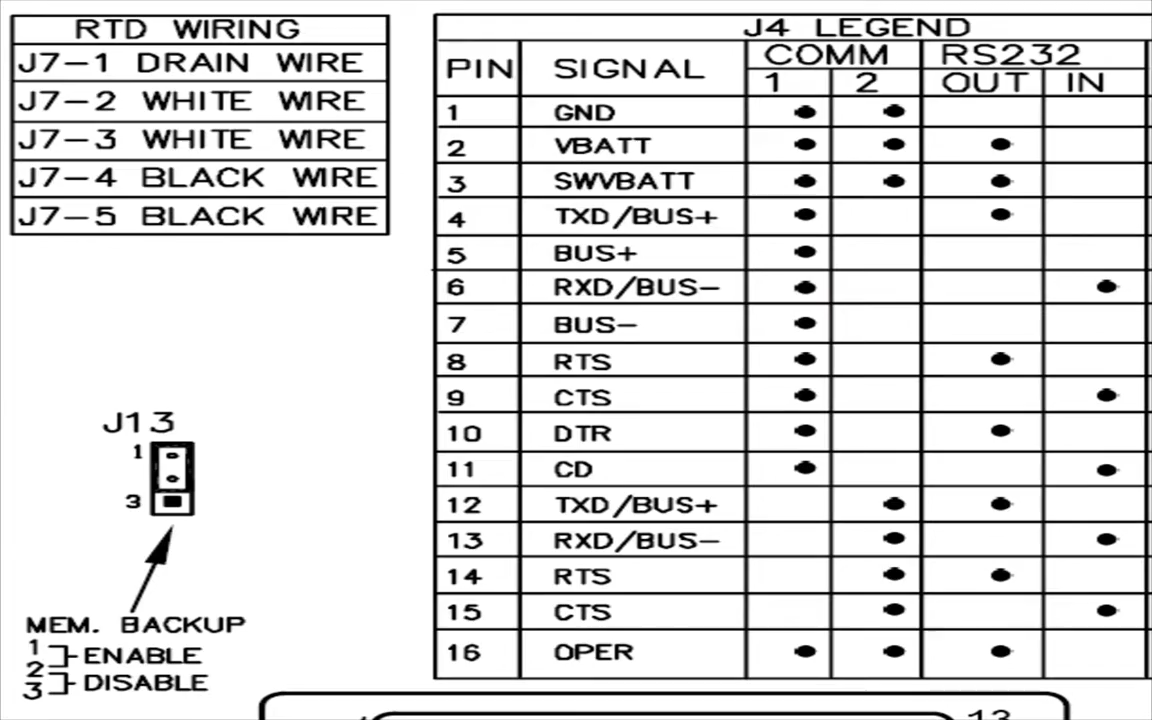 RTD WIRING
J7-1 DRAIN WIRE
J7-2 WHITE WIRE
J7-3 WHITE WIRE
J7-4 BLACK WIRE
J7-5 BLACK WIRE
J4 LEGEND
PIN SIGNAL COMM RS232
1 2 OUT IN
1 GND
2 VBATT
3 SWVBATT
4 TXD/BUS+
5 BUS+
6 RXD/BUS-
7 BUS-
8 RTS
9 CTS
10 DTR
11 CD
12 TXD/BUS+
13 RXD/BUS-
14 RTS
15 CTS
16 OPER
J13
1
3
MEM. BACKUP
1
2 ENABLE
3 DISABLE
13